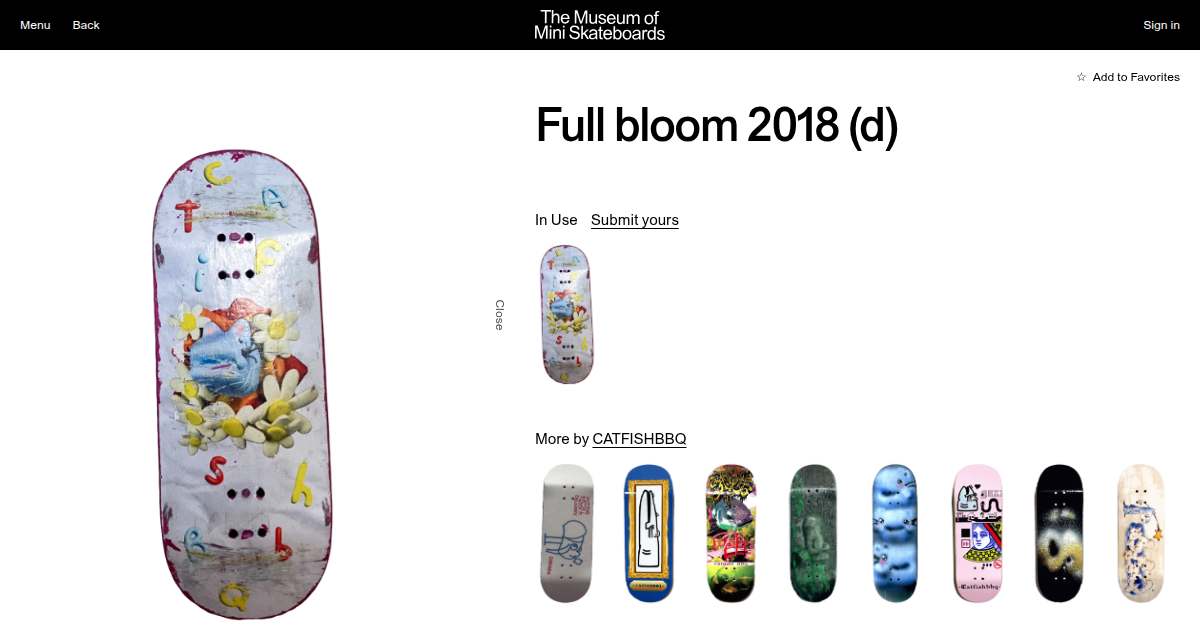 Menu
Back
The Museum of
Mini Skateboards
Sign in
☆ Add to Favorites
Full bloom 2018 (d)
In Use
Submit yours
Close
More by CATFISHBBQ
C
A
T
F
i
S
h
B
b
Q